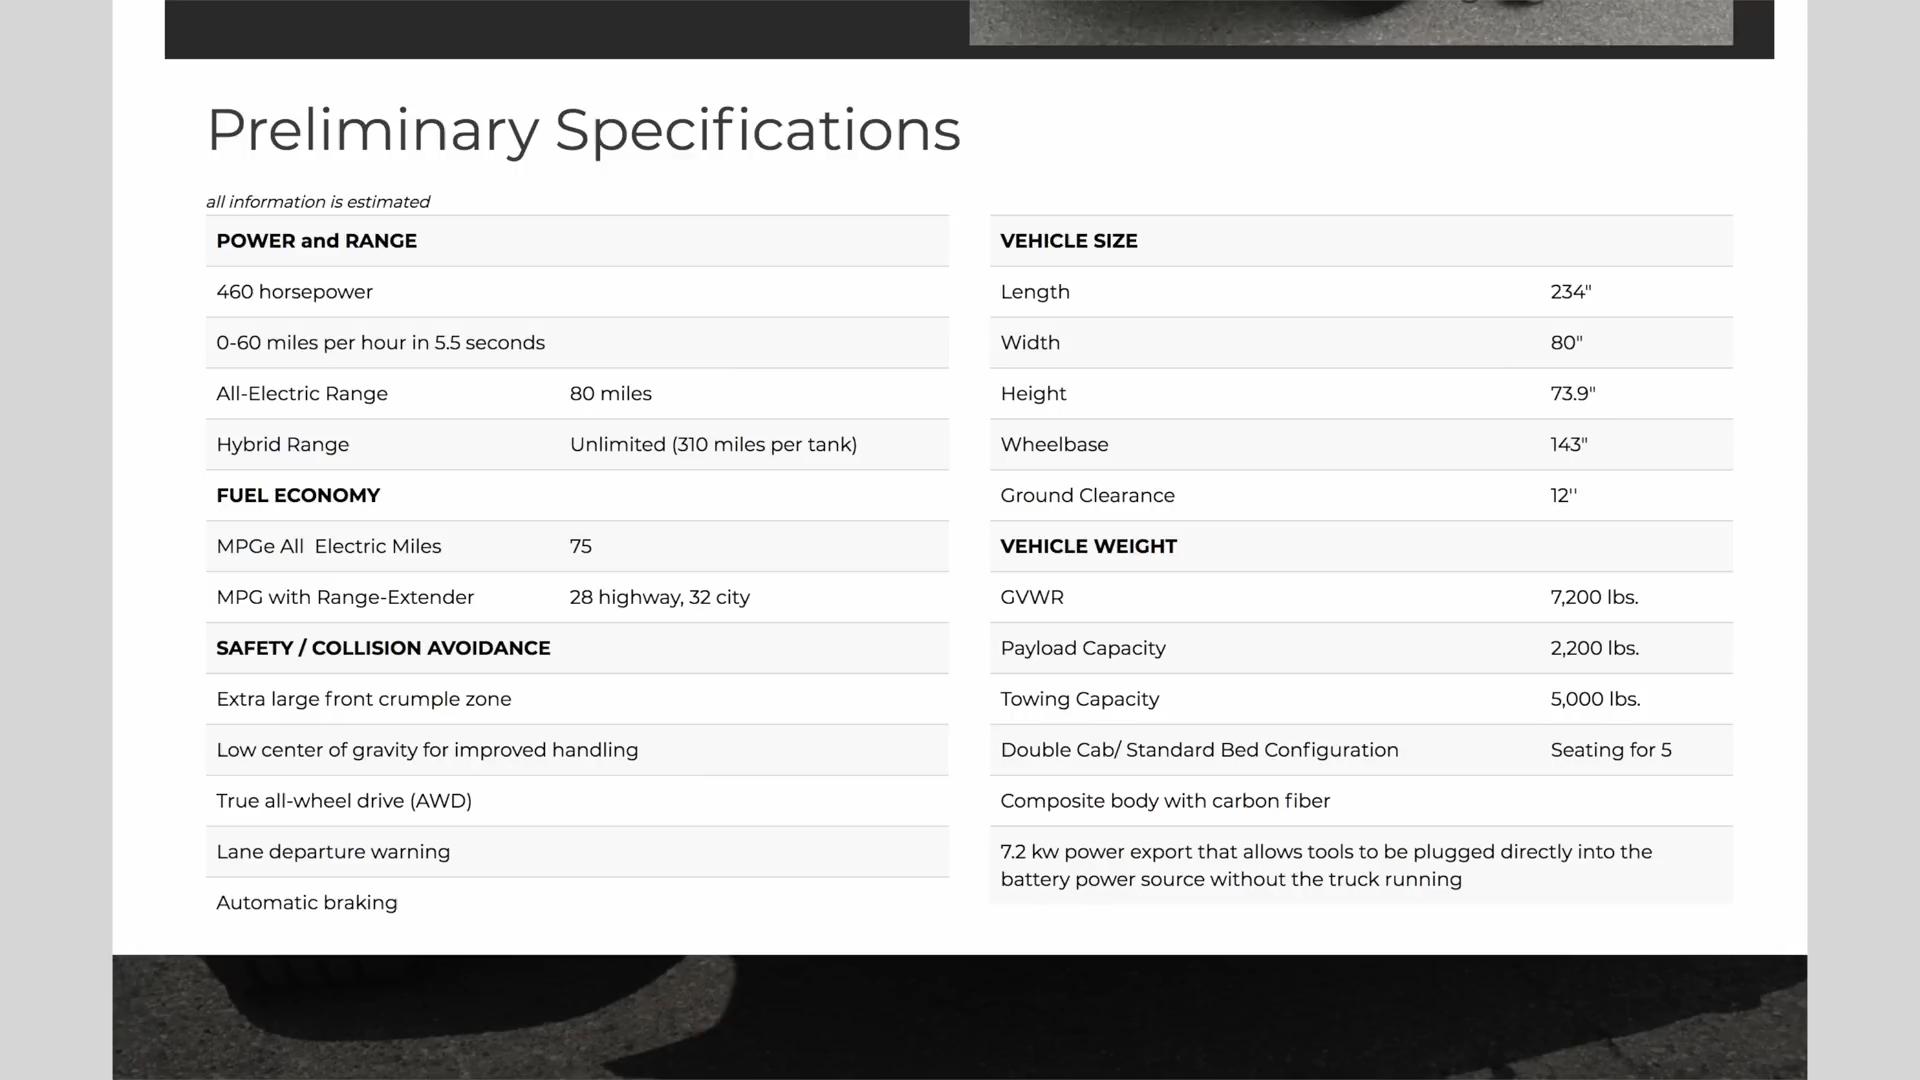 Preliminary Specifications
all information is estimated
POWER and RANGE
460 horsepower
0-60 miles per hour in 5.5 seconds
All-Electric Range 80 miles
Hybrid Range Unlimited (310 miles per tank)
FUEL ECONOMY
MPGe All  Electric Miles 75
MPG with Range-Extender 28 highway, 32 city
SAFETY / COLLISION AVOIDANCE
Extra large front crumple zone
Low center of gravity for improved handling
True all-wheel drive (AWD)
Lane departure warning
Automatic braking
VEHICLE SIZE
Length 234"
Width 80"
Height 73.9"
Wheelbase 143"
Ground Clearance 12''
VEHICLE WEIGHT
GVWR 7,200 lbs.
Payload Capacity 2,200 lbs.
Towing Capacity 5,000 lbs.
Double Cab/ Standard Bed Configuration Seating for 5
Composite body with carbon fiber
7.2 kw power export that allows tools to be plugged directly into the
battery power source without the truck running